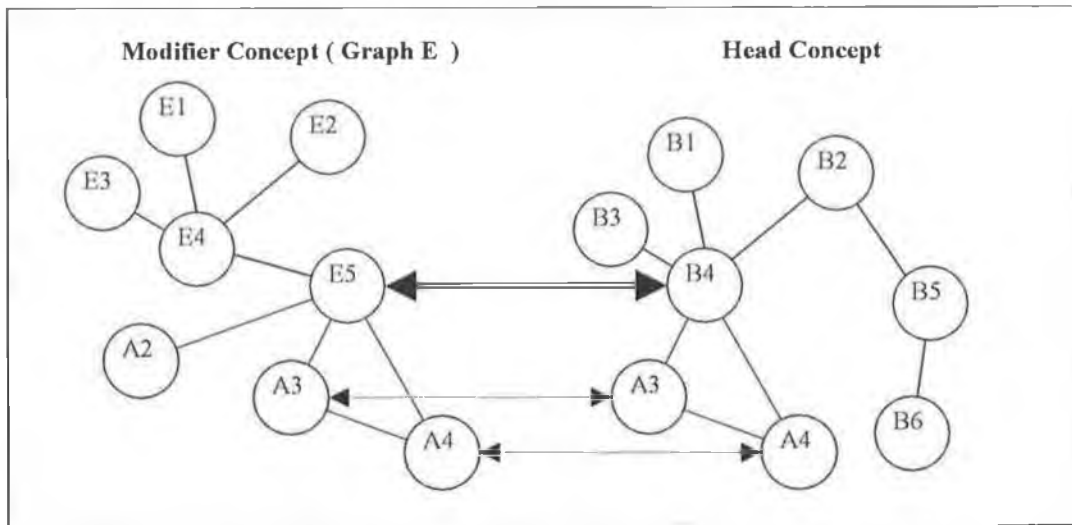 Modifier Concept ( Graph E )
Head Concept
E1
E2
E3
E4
E5
A2
A3
A4
B1
B2
B3
B4
B5
A3
A4
B6